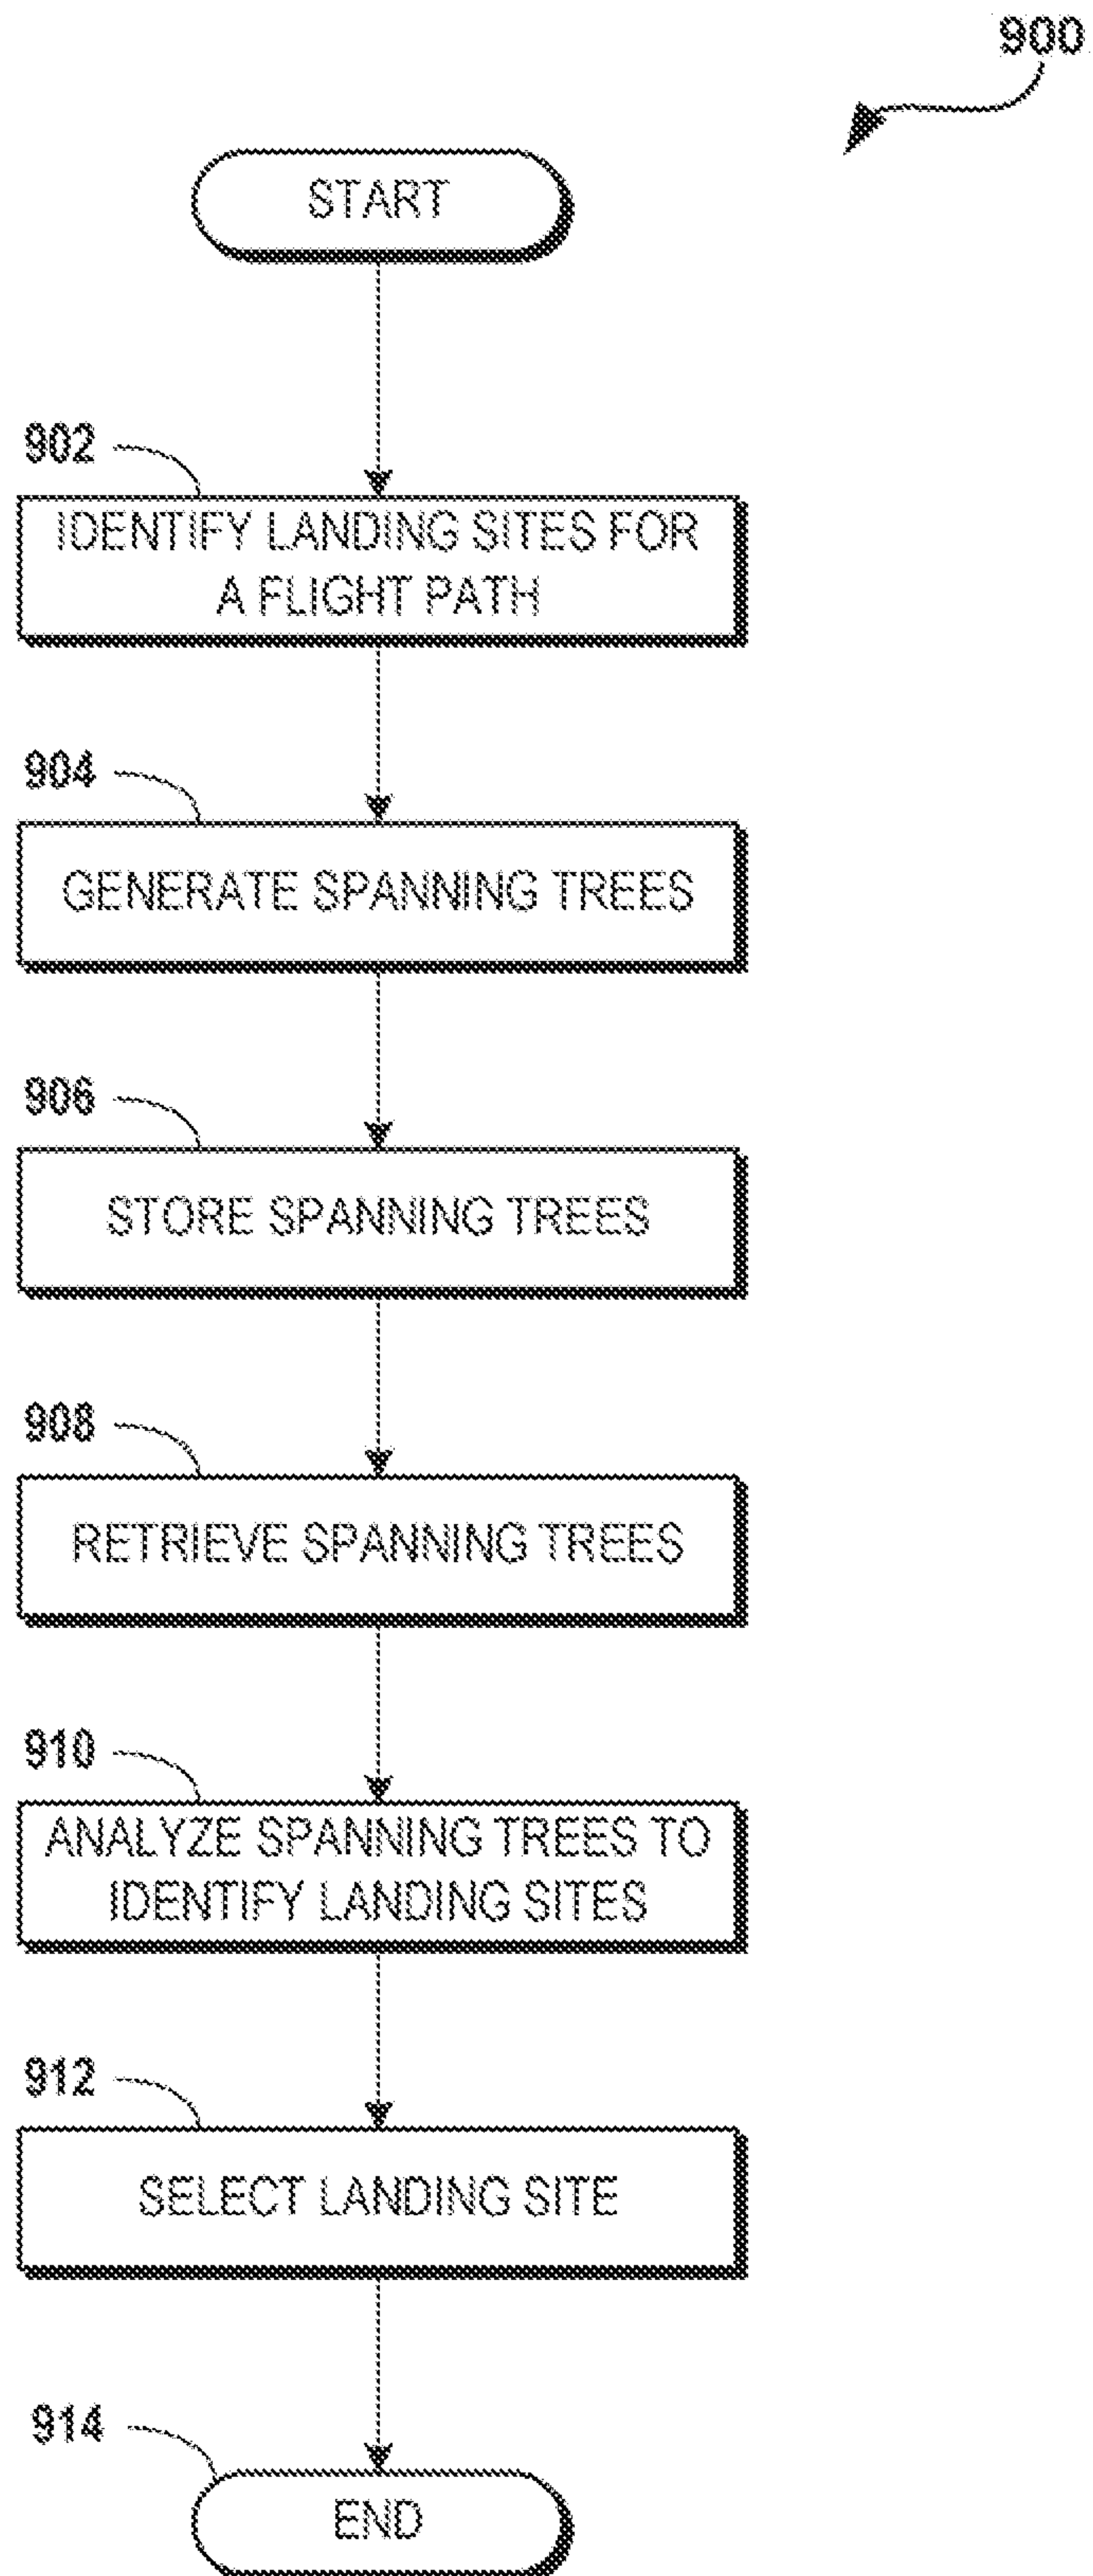 900
START
902
IDENTIFY LANDING SITES FOR
A FLIGHT PATH
904
GENERATE SPANNING TREES
906
STORE SPANNING TREES
908
RETRIEVE SPANNING TREES
910
ANALYZE SPANNING TREES TO
IDENTIFY LANDING SITES
912
SELECT LANDING SITE
914
END